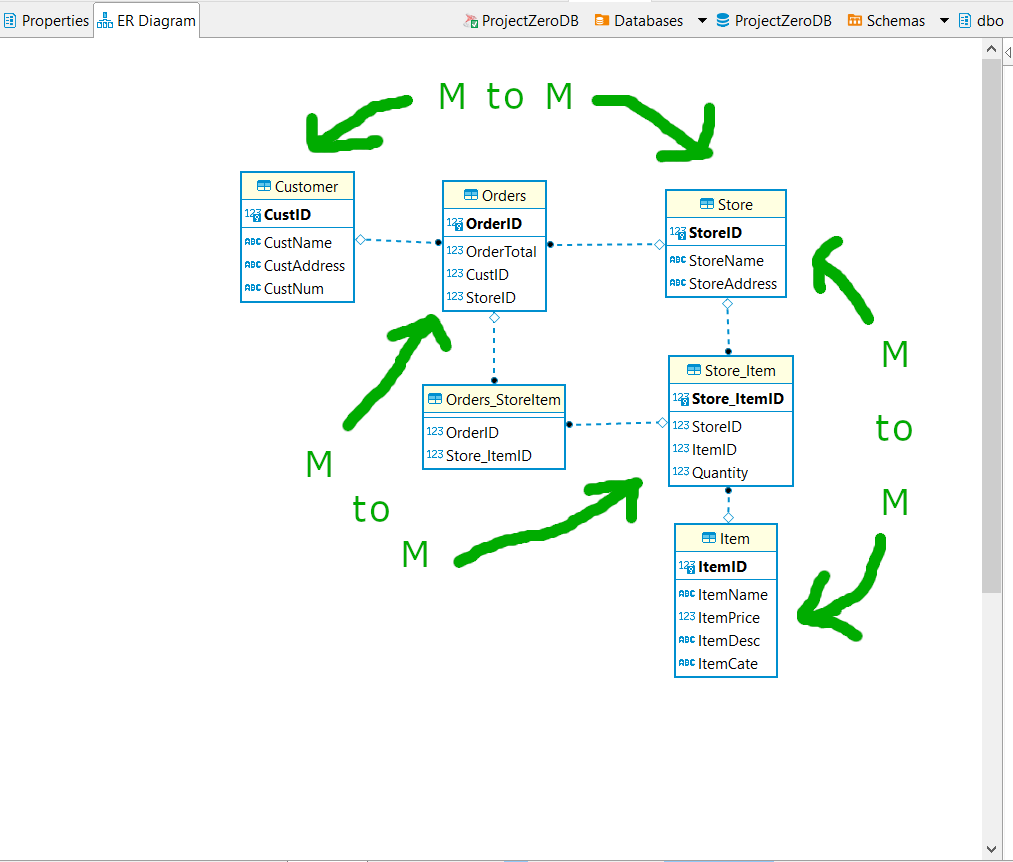 Properties
ER Diagram
ProjectZeroDB
Databases
ProjectZeroDB
Schemas
dbo
M to M
Customer
123 CustID
ABC CustName
ABC CustAddress
ABC CustNum
Orders
123 OrderID
123 OrderTotal
123 CustID
123 StoreID
Store
123 StoreID
ABC StoreName
ABC StoreAddress
M
to
M
Orders_StoreItem
123 OrderID
123 Store_ItemID
Store_Item
123 Store_ItemID
123 StoreID
123 ItemID
123 Quantity
M
to
M
Item
123 ItemID
ABC ItemName
123 ItemPrice
ABC ItemDesc
ABC ItemCate